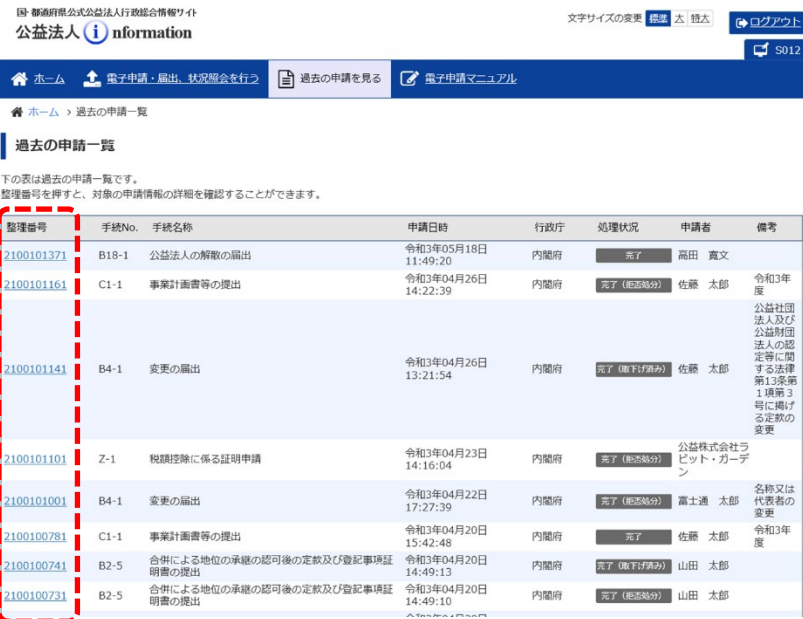 国・都道府県公式公益法人行政総合情報サイト
公益法人 information
文字サイズの変更 標準 大 特大
ログアウト
S012
ホーム 電子申請・届出、状況照会を行う 過去の申請を見る 電子申請マニュアル
ホーム > 過去の申請一覧
過去の申請一覧
下の表は過去の申請一覧です。
整理番号を押すと、対象の申請情報の詳細を確認することができます。
整理番号 手続No. 手続名称 申請日時 行政庁 処理状況 申請者 備考
2100101371 B18-1 公益法人の解散の届出 令和3年05月18日 11:49:20 内閣府 完了 高田 寛文
2100101161 C1-1 事業計画書等の提出 令和3年04月26日 14:22:39 内閣府 完了(拒否処分) 佐藤 太郎 令和3年度
2100101141 B4-1 変更の届出 令和3年04月26日 13:21:54 内閣府 完了(取下げ済み) 佐藤 太郎 公益社団法人及び公益財団法人の認定等に関する法律第13条第1項第3号に掲げる定款の変更
2100101101 Z-1 税額控除に係る証明申請 令和3年04月23日 14:16:04 内閣府 完了(拒否処分) 公益株式会社ラビット・ガーデン
2100101001 B4-1 変更の届出 令和3年04月22日 17:27:39 内閣府 完了(拒否処分) 富士通 太郎 名称又は代表者の変更
2100100781 C1-1 事業計画書等の提出 令和3年04月20日 15:42:48 内閣府 完了 佐藤 太郎 令和3年度
2100100741 B2-5 合併による地位の承継の認可後の定款及び登記事項証明書の提出 令和3年04月20日 14:49:13 内閣府 完了(取下げ済み) 山田 太郎
2100100731 B2-5 合併による地位の承継の認可後の定款及び登記事項証明書の提出 令和3年04月20日 14:49:10 内閣府 完了(拒否処分) 山田 太郎